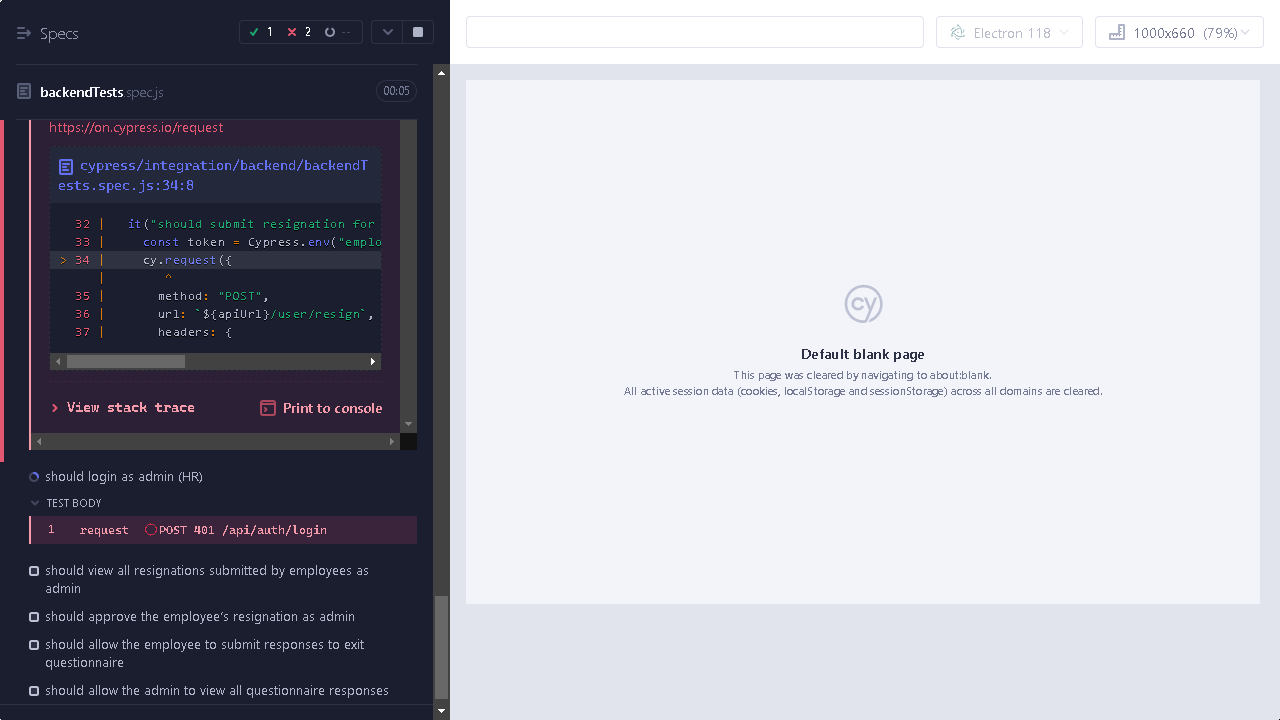 Specs
1
2
--
Electron 118
1000x660 (79%)
backendTests spec.js
00:05
https://on.cypress.io/request
cypress/integration/backend/backendT
ests.spec.js:34:8
32 | it("should submit resignation for
33 | const token = Cypress.env("emplo
> 34 | cy.request({
| ^
35 | method: "POST",
36 | url: `${apiUrl}/user/resign`,
37 | headers: {
View stack trace
Print to console
should login as admin (HR)
TEST BODY
1 request POST 401 /api/auth/login
should view all resignations submitted by employees as
admin
should approve the employee's resignation as admin
should allow the employee to submit responses to exit
questionnaire
should allow the admin to view all questionnaire responses
cy
Default blank page
This page was cleared by navigating to about:blank.
All active session data (cookies, localStorage and sessionStorage) across all domains are cleared.